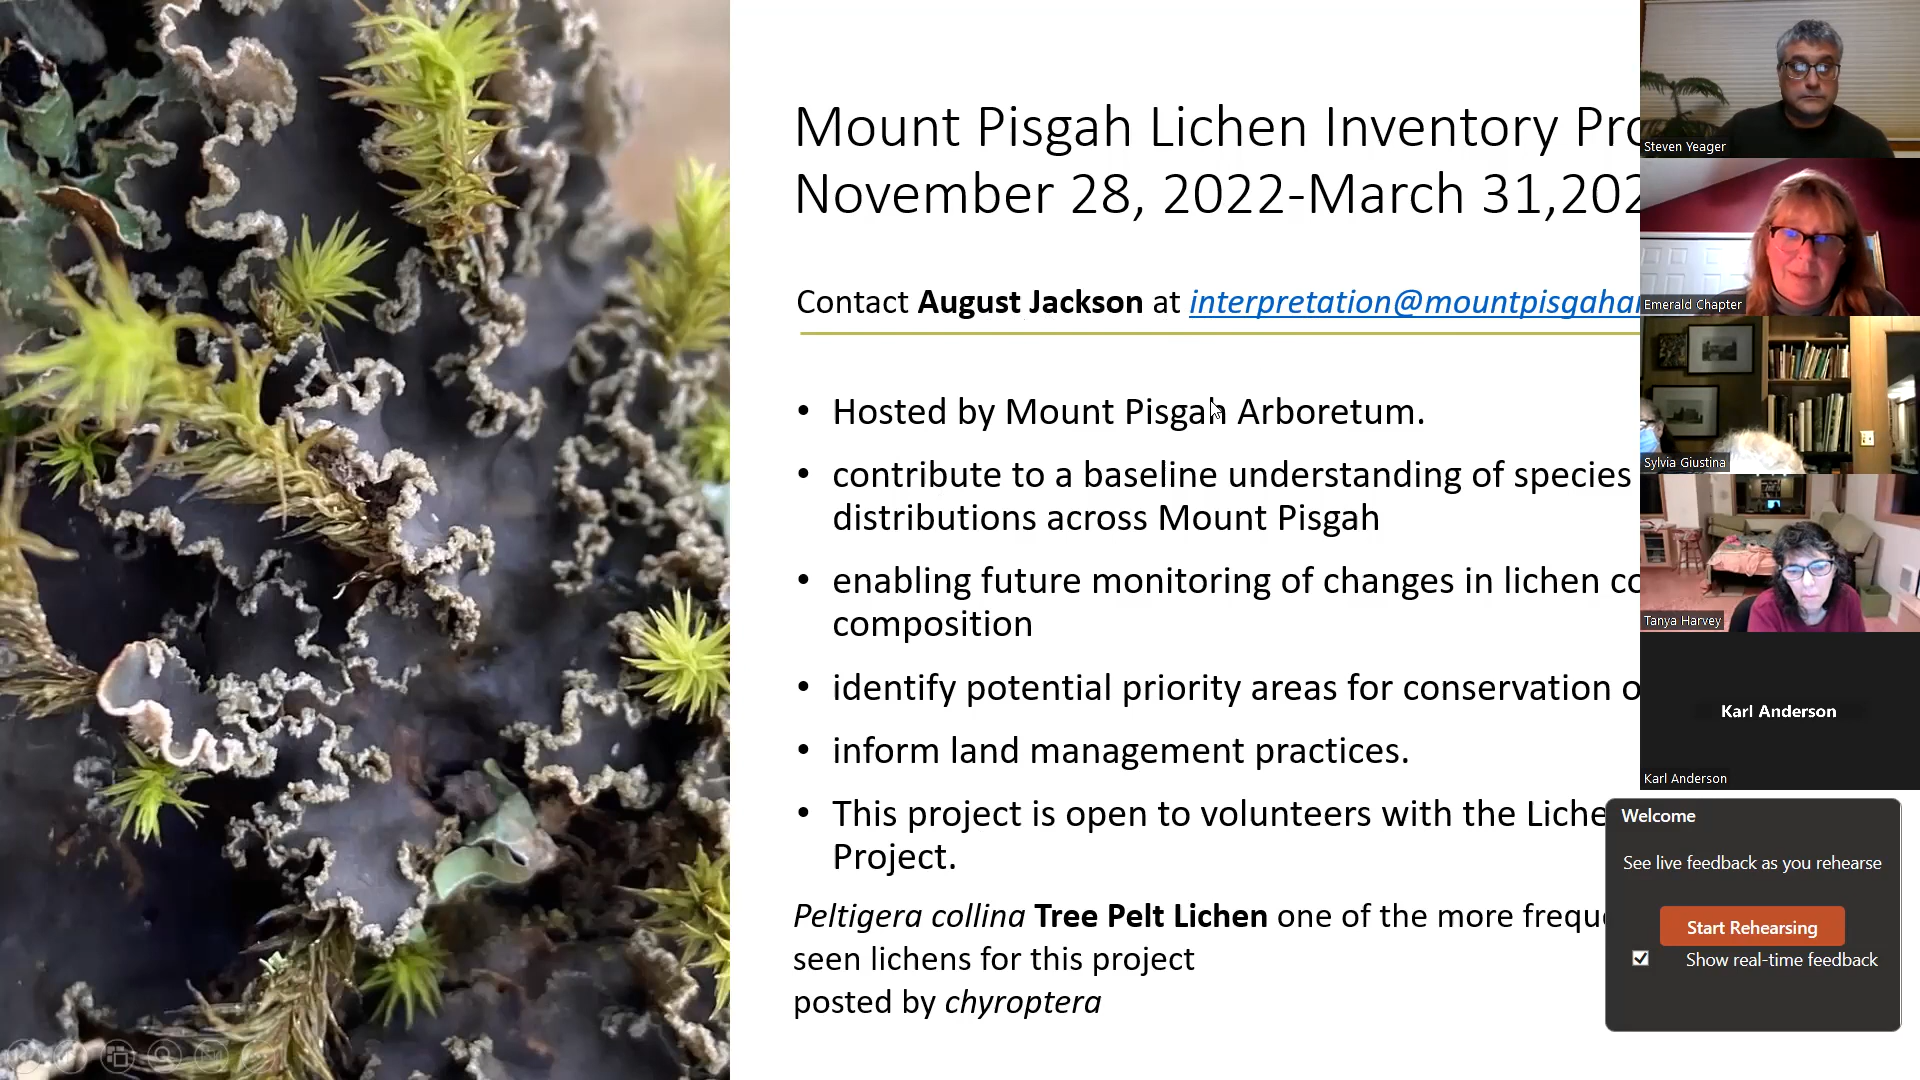 Mount Pisgah Lichen Inventory Pro
November 28, 2022-March 31,202
Contact August Jackson at interpretation@mountpisgahar
• Hosted by Mount Pisgah Arboretum.
• contribute to a baseline understanding of species
distributions across Mount Pisgah
• enabling future monitoring of changes in lichen co
composition
• identify potential priority areas for conservation o
• inform land management practices.
• This project is open to volunteers with the Liche
Project.
Peltigera collina Tree Pelt Lichen one of the more freque
seen lichens for this project
posted by chyroptera
Steven Yeager
Emerald Chapter
Sylvia Giustina
Tanya Harvey
Karl Anderson
Karl Anderson
Welcome
See live feedback as you rehearse
Start Rehearsing
Show real-time feedback